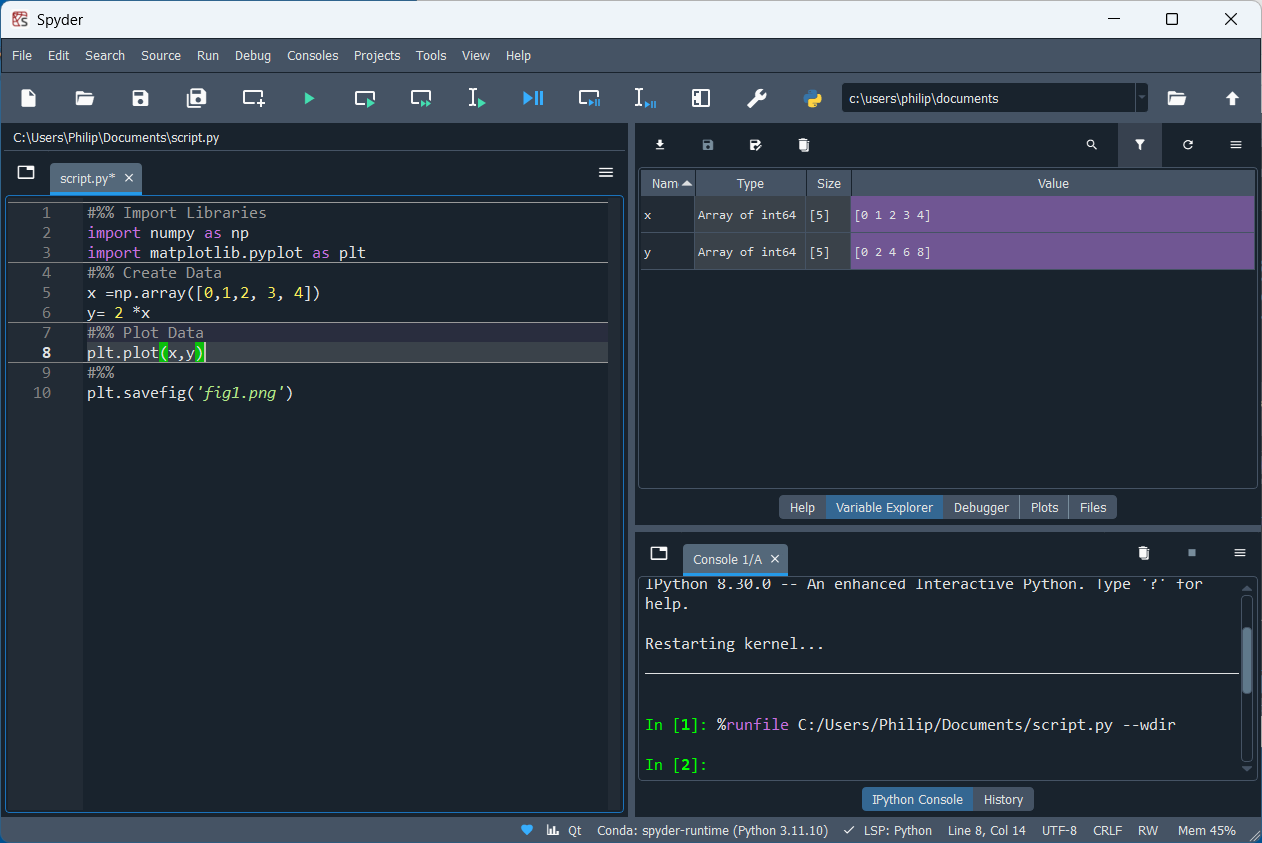 Spyder
File Edit Search Source Run Debug Consoles Projects Tools View Help
c:\users\philip\documents
C:\Users\Philip\Documents\script.py
script.py*
1 #%% Import Libraries
2 import numpy as np
3 import matplotlib.pyplot as plt
4 #%% Create Data
5 x =np.array([0,1,2, 3, 4])
6 y= 2 *x
7 #%% Plot Data
8 plt.plot(x,y)
9 #%%
10 plt.savefig('fig1.png')
Nam Type Size Value
x Array of int64 [5] [0 1 2 3 4]
y Array of int64 [5] [0 2 4 6 8]
Help Variable Explorer Debugger Plots Files
Console 1/A
IPython 8.30.0 -- An enhanced Interactive Python. Type '?' for
help.
Restarting kernel...
In [1]: %runfile C:/Users/Philip/Documents/script.py --wdir
In [2]:
IPython Console History
Qt Conda: spyder-runtime (Python 3.11.10) LSP: Python Line 8, Col 14 UTF-8 CRLF RW Mem 45%